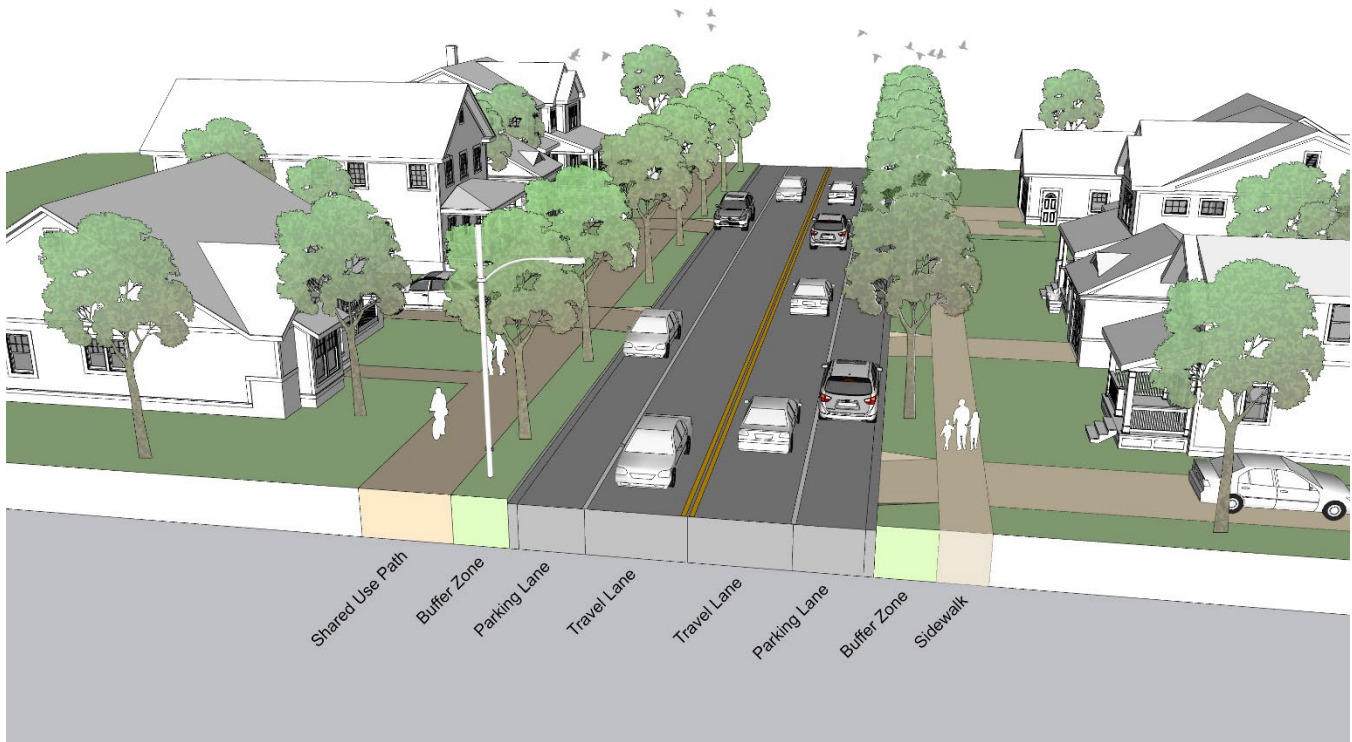 Shared Use Path
Buffer Zone
Parking Lane
Travel Lane
Travel Lane
Parking Lane
Buffer Zone
Sidewalk